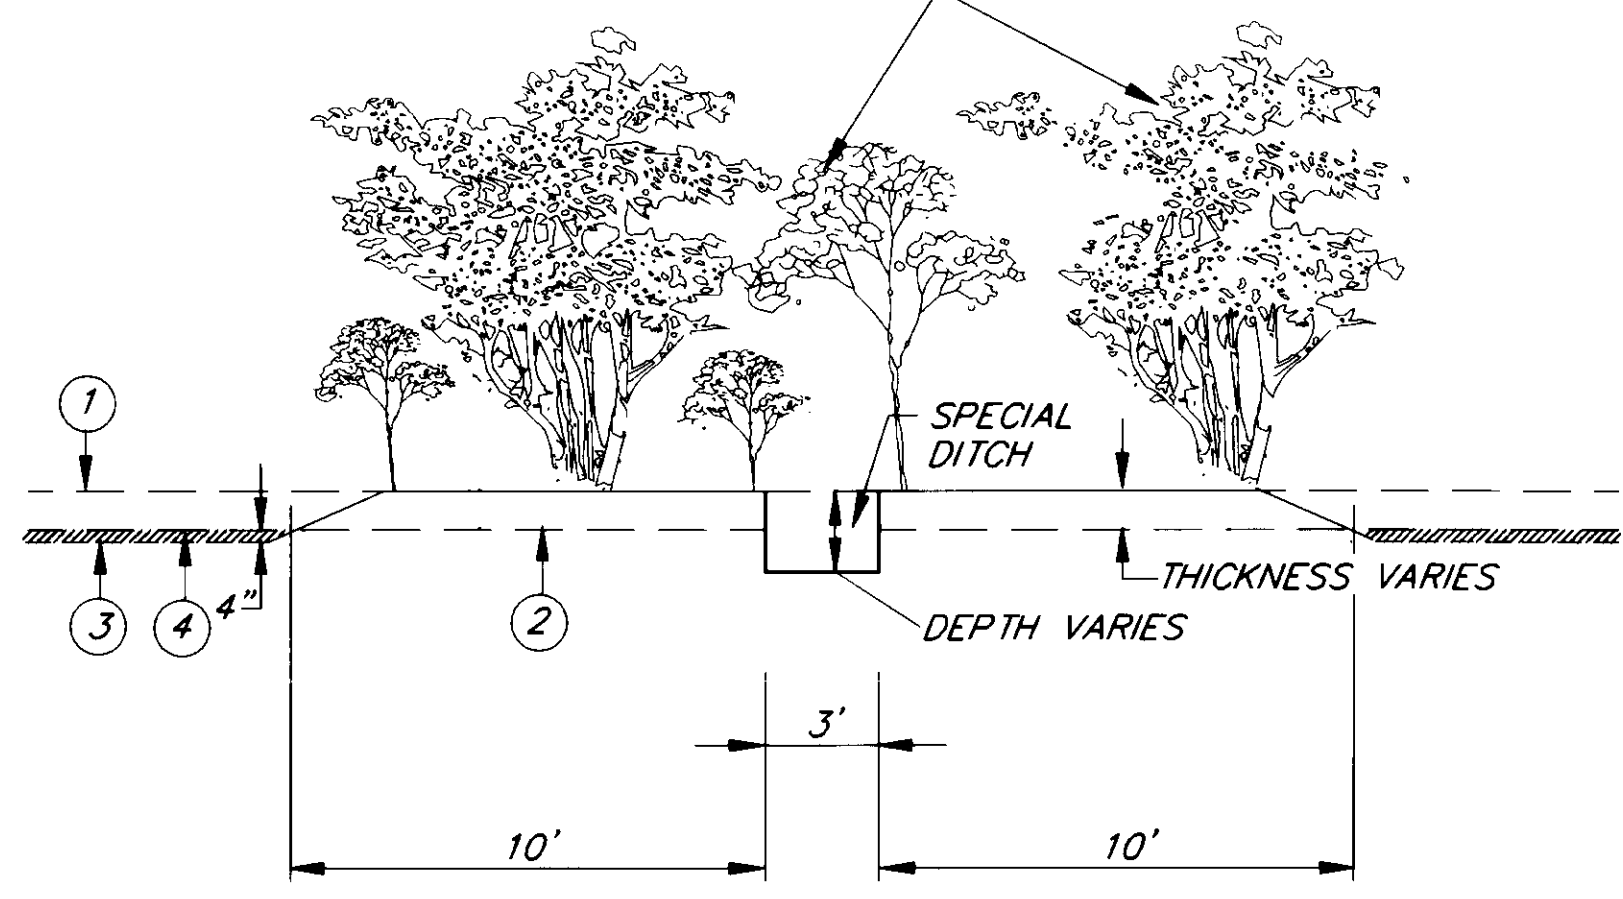 1
SPECIAL
DITCH
THICKNESS VARIES
3
4
4"
2
DEPTH VARIES
3'
10'
10'